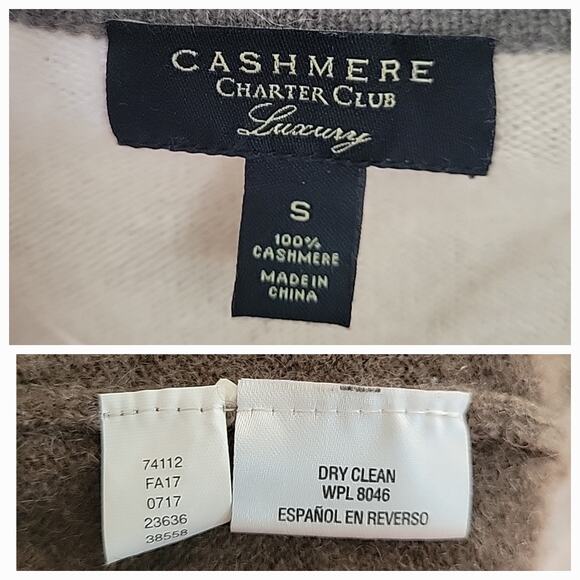 CASHMERE
CHARTER CLUB
Luxury
S
100%
CASHMERE
MADE IN
CHINA
74112
FA17
0717
23636
38558
DRY CLEAN
WPL 8046
ESPAÑOL EN REVERSO